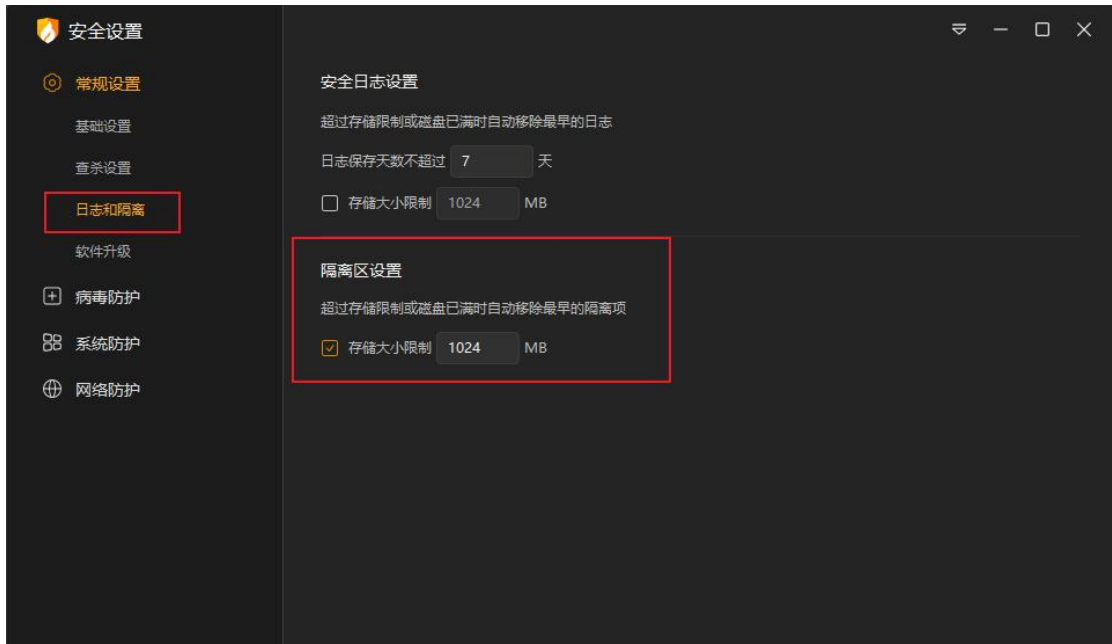 安全设置
常规设置
基础设置
查杀设置
日志和隔离
软件升级
病毒防护
系统防护
网络防护
安全日志设置
超过存储限制或磁盘已满时自动移除最早的日志
日志保存天数不超过 7 天
存储大小限制 1024 MB
隔离区设置
超过存储限制或磁盘已满时自动移除最早的隔离项
存储大小限制 1024 MB